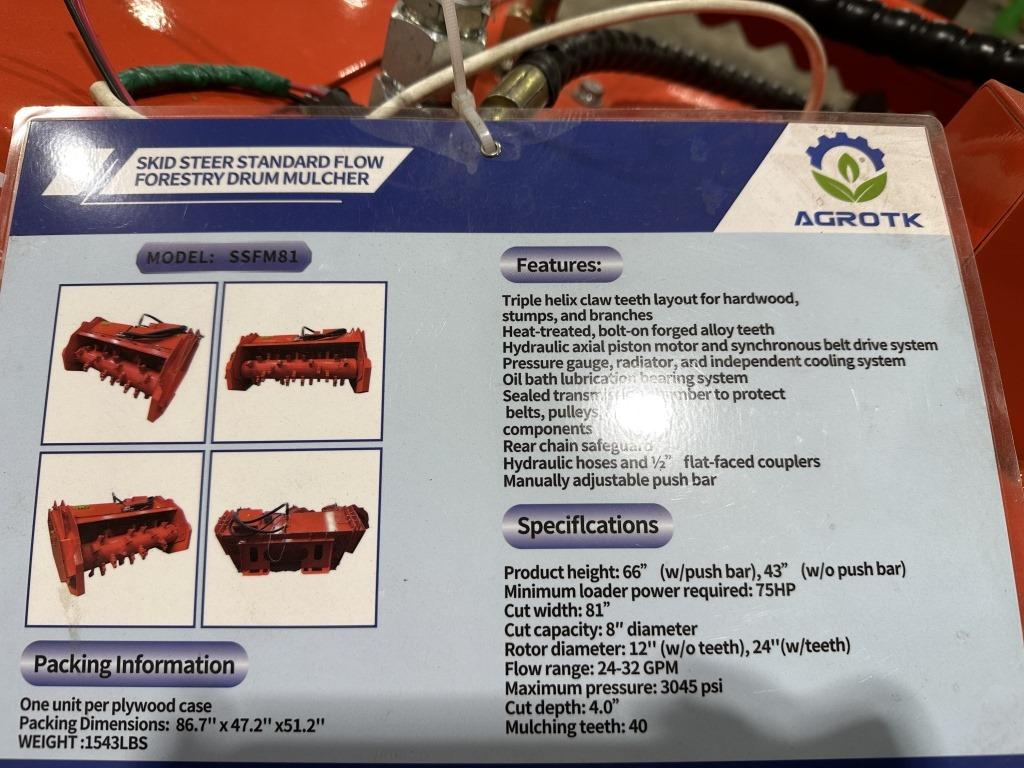 SKID STEER STANDARD FLOW
FORESTRY DRUM MULCHER
AGROTK
MODEL: SSFM81
Features:
Triple helix claw teeth layout for hardwood,
stumps, and branches
Heat-treated, bolt-on forged alloy teeth
Hydraulic axial piston motor and synchronous belt drive system
Pressure gauge, radiator, and independent cooling system
Oil bath lubrication bearing system
Sealed to protect
belts, pulleys
components
Rear chain safeguard
Hydraulic hoses and ½” flat-faced couplers
Manually adjustable push bar
Speciflcations
Product height: 66” (w/push bar), 43” (w/o push bar)
Minimum loader power required: 75HP
Cut width: 81”
Cut capacity: 8" diameter
Rotor diameter: 12'' (w/o teeth), 24''(w/teeth)
Flow range: 24-32 GPM
Maximum pressure: 3045 psi
Cut depth: 4.0”
Mulching teeth: 40
Packing Information
One unit per plywood case
Packing Dimensions: 86.7'' x 47.2'' x51.2''
WEIGHT :1543LBS